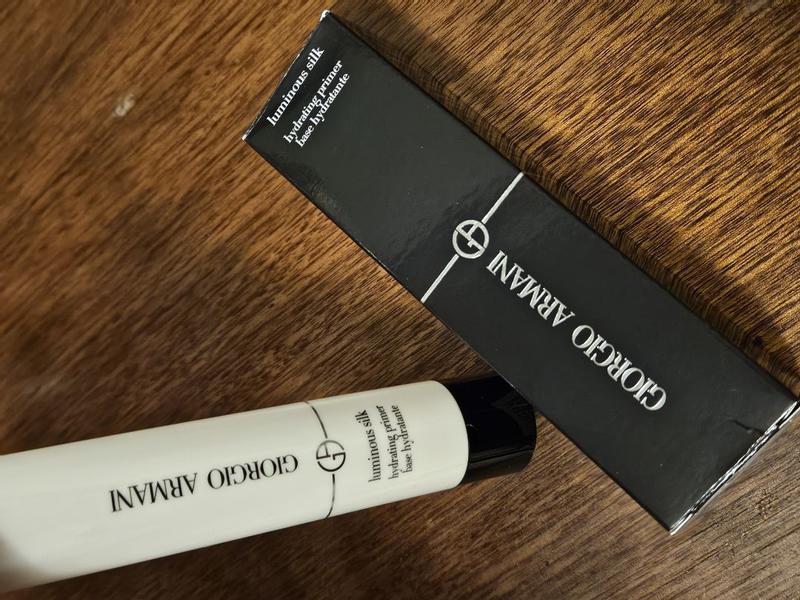 luminous silk
hydrating primer
base hydratante
GIORGIO ARMANI
GIORGIO ARMANI
luminous silk
hydrating primer
base hydratante